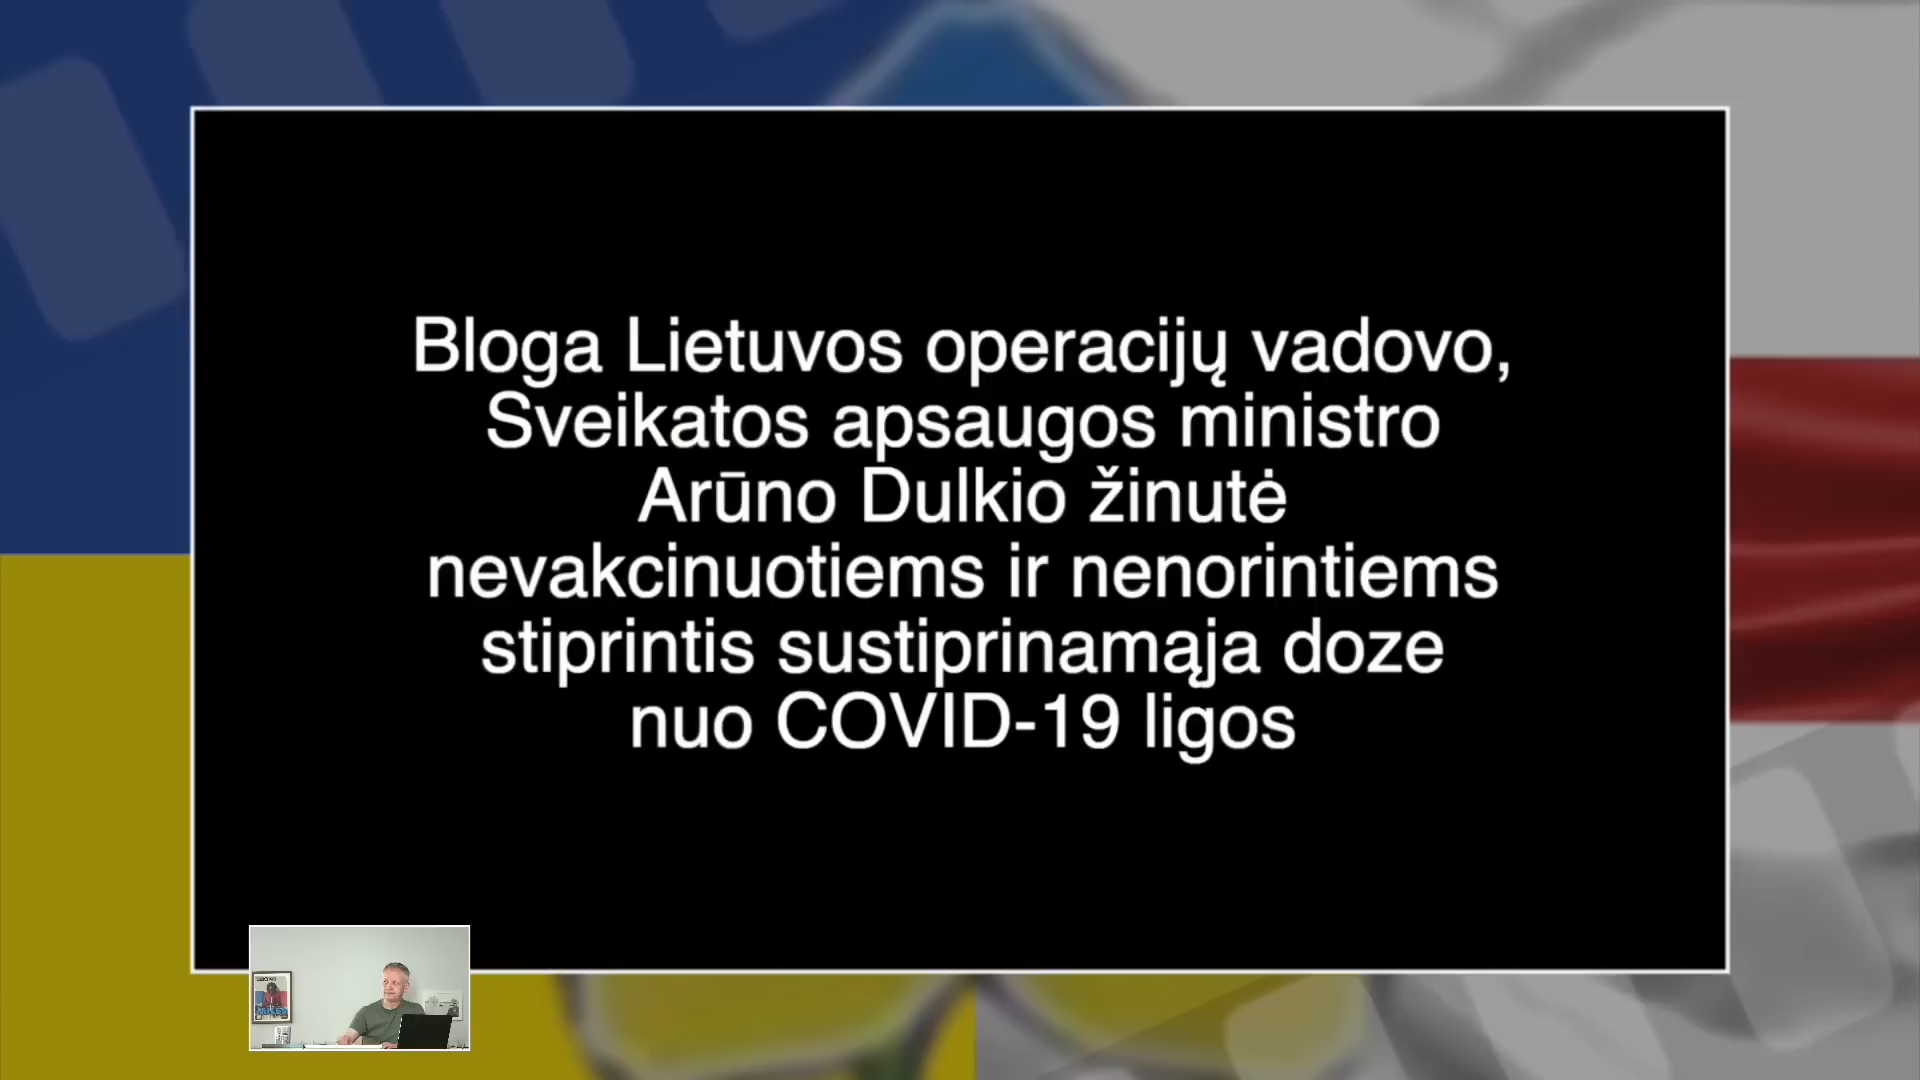 Bloga Lietuvos operacijų vadovo,
Sveikatos apsaugos ministro
Arūno Dulkio žinutė
nevakcinuotiems ir nenorintiems
stiprintis sustiprinamąja doze
nuo COVID-19 ligos